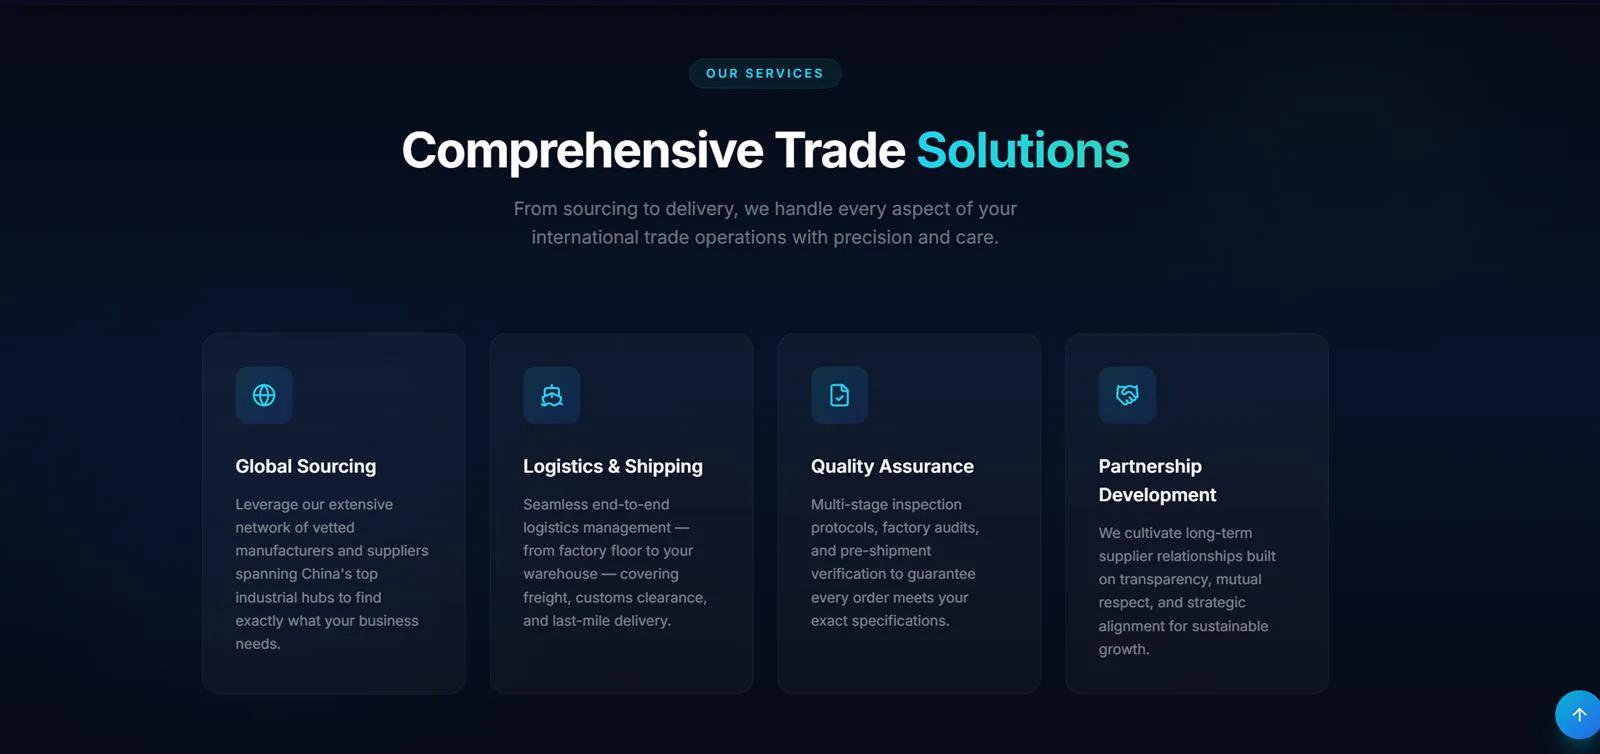 OUR SERVICES
Comprehensive Trade Solutions
From sourcing to delivery, we handle every aspect of your
international trade operations with precision and care.
Global Sourcing
Leverage our extensive
network of vetted
manufacturers and suppliers
spanning China's top
industrial hubs to find
exactly what your business
needs.
Logistics & Shipping
Seamless end-to-end
logistics management —
from factory floor to your
warehouse — covering
freight, customs clearance,
and last-mile delivery.
Quality Assurance
Multi-stage inspection
protocols, factory audits,
and pre-shipment
verification to guarantee
every order meets your
exact specifications.
Partnership
Development
We cultivate long-term
supplier relationships built
on transparency, mutual
respect, and strategic
alignment for sustainable
growth.